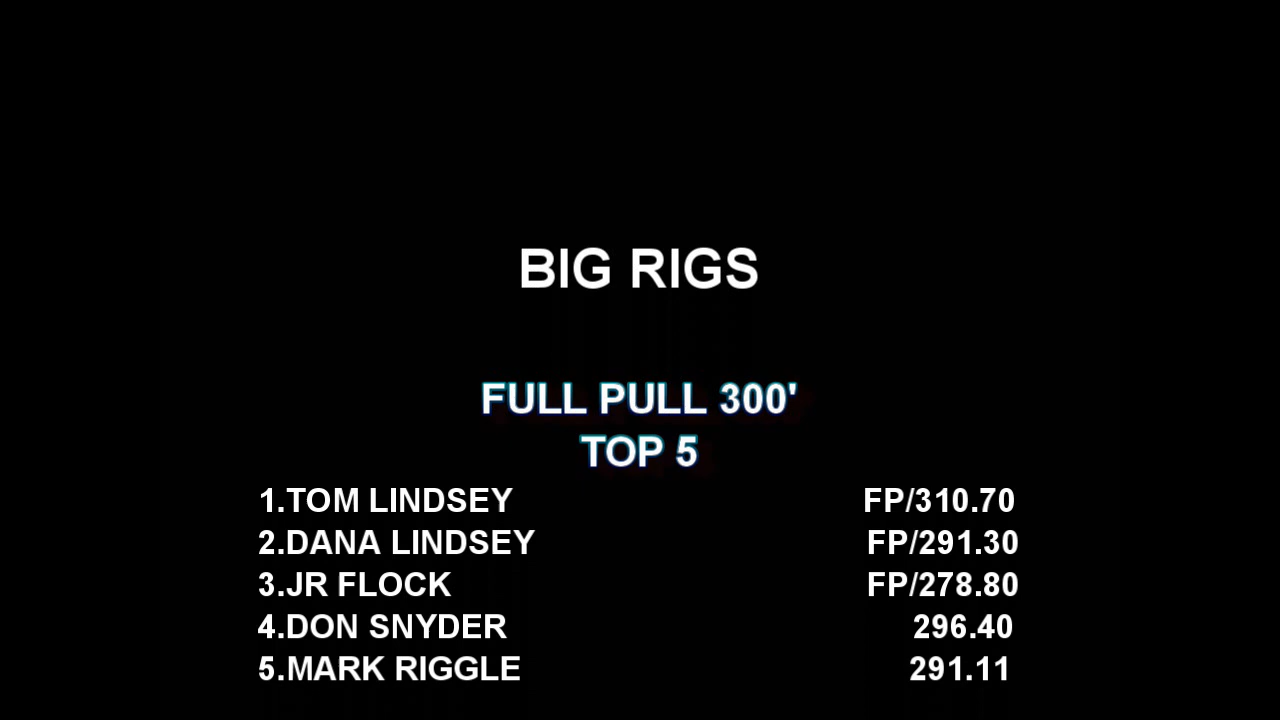 BIG RIGS
FULL PULL 300'
TOP 5
1.TOM LINDSEY FP/310.70
2.DANA LINDSEY FP/291.30
3.JR FLOCK FP/278.80
4.DON SNYDER 296.40
5.MARK RIGGLE 291.11